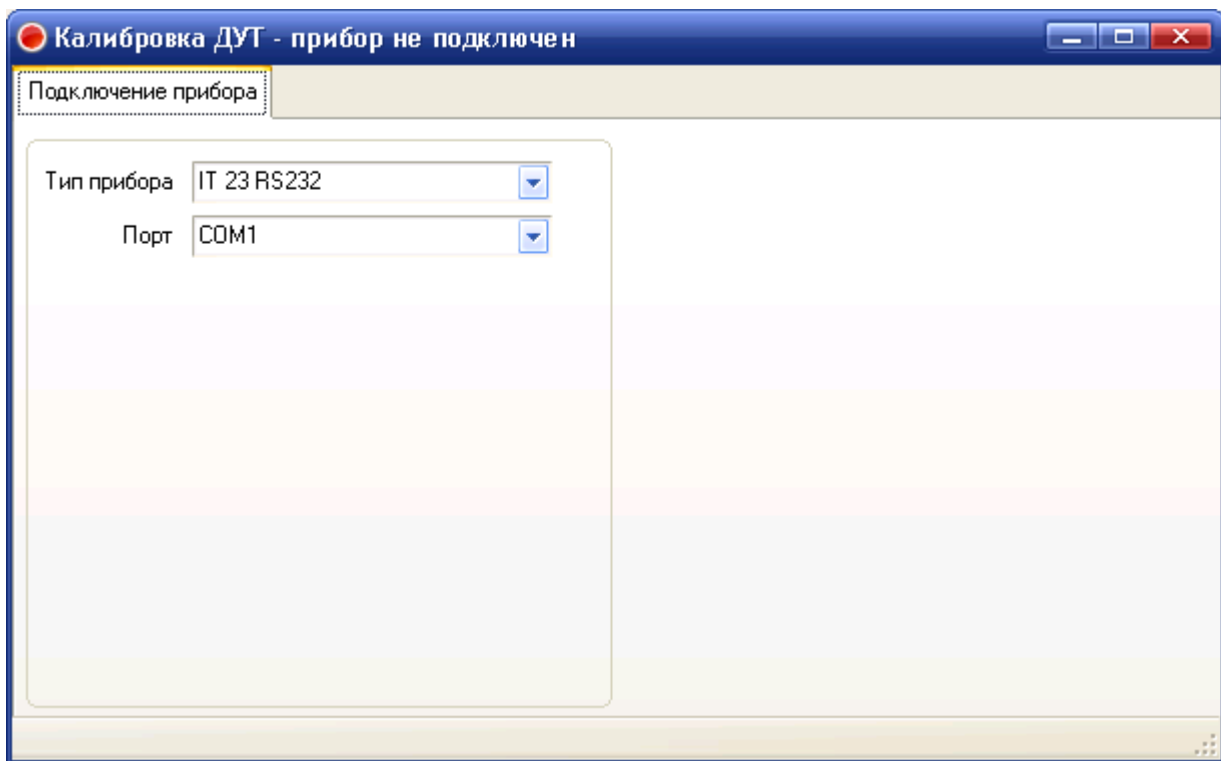 Калибровка ДУТ - прибор не подключен
Подключение прибора
Тип прибора IT 23 RS232
Порт COM1